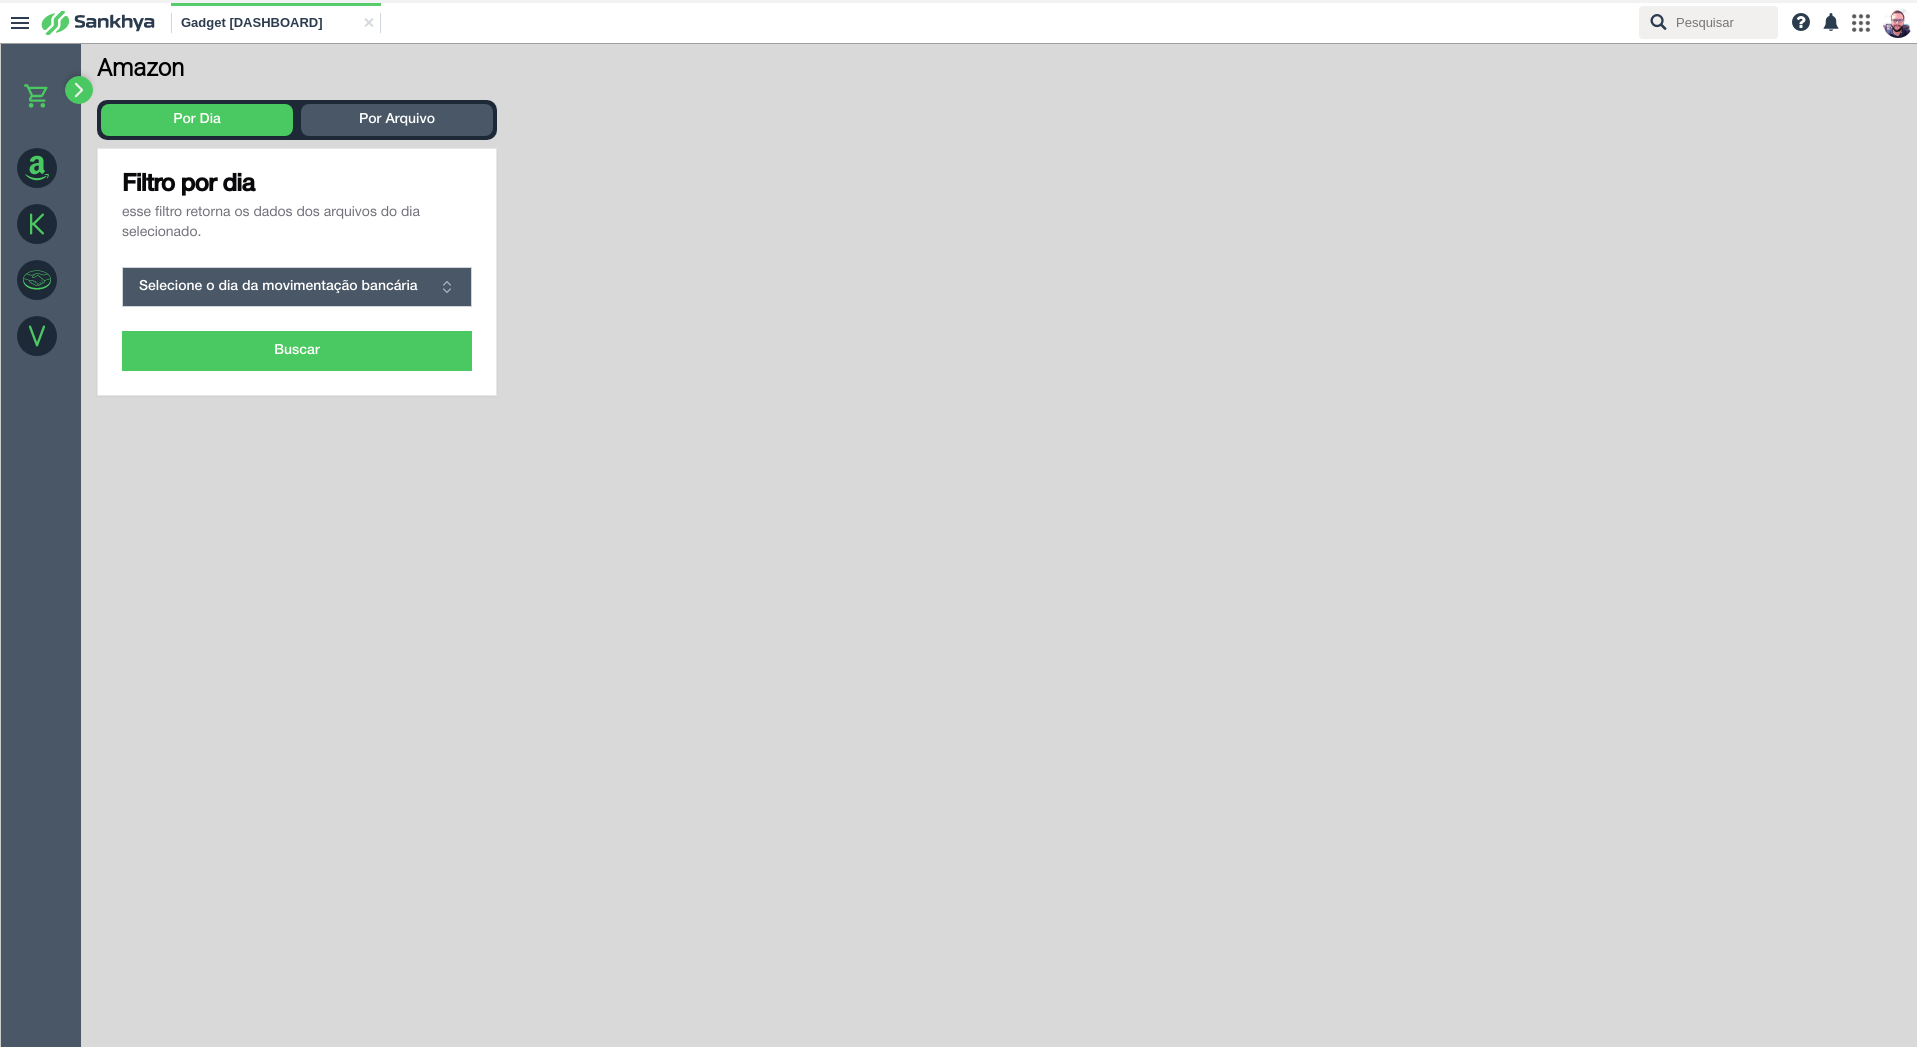 Sankhya
Gadget [DASHBOARD]
Pesquisar
Amazon
Por Dia
Por Arquivo
Filtro por dia
esse filtro retorna os dados dos arquivos do dia
selecionado.
Selecione o dia da movimentação bancária
Buscar
a
K
V